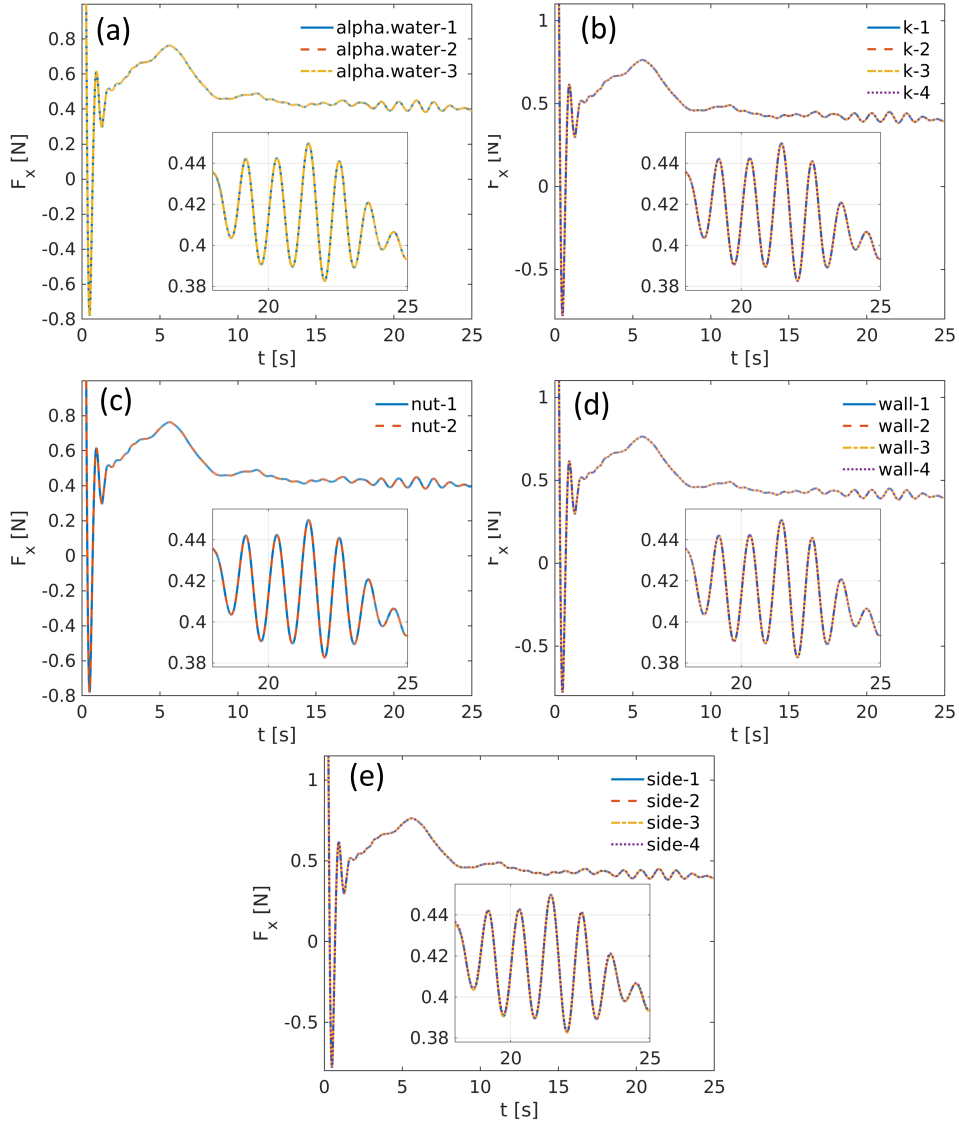 (a)
alpha.water-1
alpha.water-2
alpha.water-3
0.8
0.6
0.4
0.2
0
-0.2
-0.4
-0.6
-0.8
F_x [N]
0.44
0.42
0.4
0.38
20
25
0
5
10
15
20
25
t [s]
(b)
k-1
k-2
k-3
k-4
1
0.5
0
-0.5
F_x [N]
0.44
0.42
0.4
0.38
20
25
0
5
10
15
20
25
t [s]
(c)
nut-1
nut-2
0.8
0.6
0.4
0.2
0
-0.2
-0.4
-0.6
-0.8
F_x [N]
0.44
0.42
0.4
0.38
20
25
0
5
10
15
20
25
t [s]
(d)
wall-1
wall-2
wall-3
wall-4
1
0.5
0
-0.5
F_x [N]
0.44
0.42
0.4
0.38
20
25
0
5
10
15
20
25
t [s]
(e)
side-1
side-2
side-3
side-4
1
0.5
0
-0.5
F_x [N]
0.44
0.42
0.4
0.38
20
25
0
5
10
15
20
25
t [s]